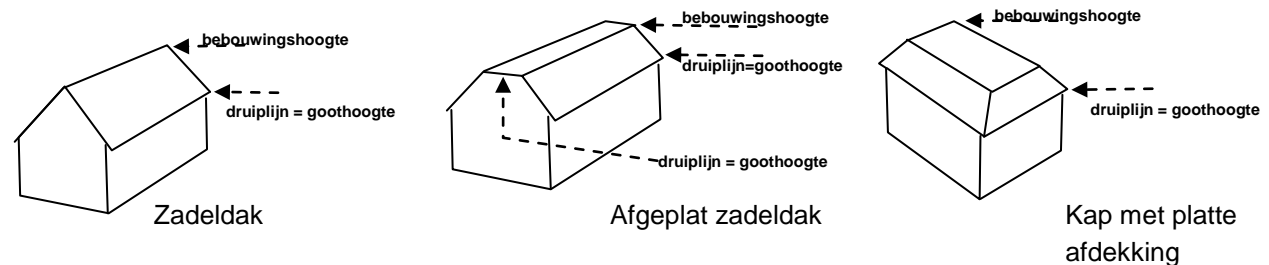 bebouwingshoogte
druiplijn = goothoogte
Zadeldak
bebouwingshoogte
druiplijn=goothoogte
druiplijn = goothoogte
Afgeplat zadeldak
bebouwingshoogte
druiplijn = goothoogte
Kap met platte
afdekking